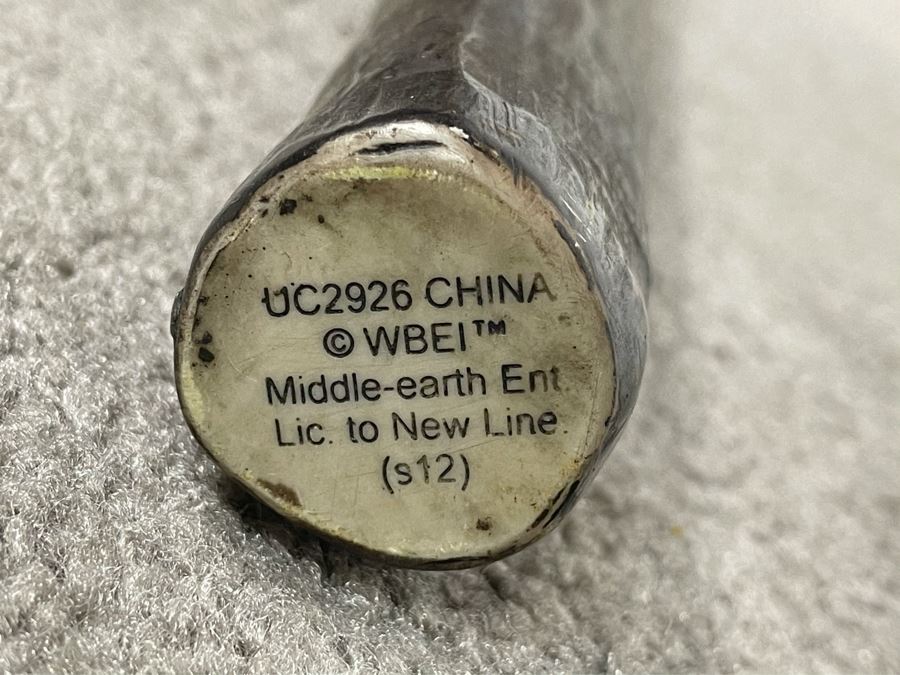 UC2926 CHINA
© WBEI™
Middle-earth Ent.
Lic. to New Line.
(s12)